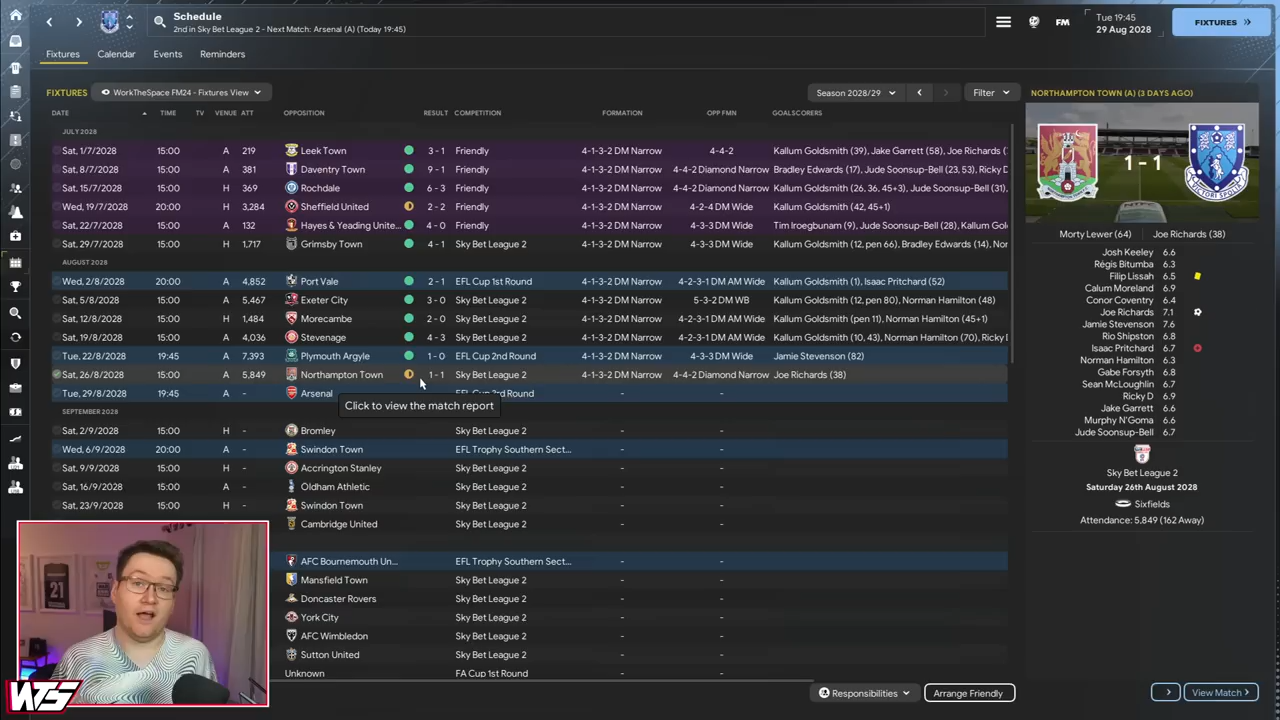 Schedule
2nd in Sky Bet League 2 - Next Match: Arsenal (A) (Today 19:45)
FM
Tue 19:45
29 Aug 2028
FIXTURES
Fixtures Calendar Events Reminders
FIXTURES WorkTheSpace FM24 - Fixtures View Season 2028/29 Filter
DATE TIME TV VENUE ATT OPPOSITION RESULT COMPETITION FORMATION OPP FMN GOALSCORERS
JULY 2028
Sat, 1/7/2028 15:00 A 219 Leek Town 3 - 3 Friendly 4-1-3-2 DM Narrow 4-4-2 Kallum Goldsmith (39), Jake Garrett (58), Joe Richards (
Sat, 8/7/2028 15:00 A 381 Daventry Town 9 - 1 Friendly 4-1-3-2 DM Narrow 4-4-2 Diamond Narrow Bradley Edwards (17), Jude Soonsup-Bell (23, 53), Ricky D
Sat, 15/7/2028 15:00 H 369 Rochdale 6 - 3 Friendly 4-1-3-2 DM Narrow 4-4-2 Diamond Narrow Kallum Goldsmith (26, 36, 45+3), Jude Soonsup-Bell (31),
Wed, 19/7/2028 20:00 H 3,284 Sheffield United 2 - 2 Friendly 4-1-3-2 DM Narrow 4-2-4 DM Wide Kallum Goldsmith (42, 45+1)
Sat, 22/7/2028 15:00 A 132 Hayes & Yeading Unite... 4 - 0 Friendly 4-1-3-2 DM Narrow 4-3-3 DM Wide Tim Iroegbunam (9), Jude Soonsup-Bell (28), Kallum Gold
Sat, 29/7/2028 15:00 H 1,717 Grimsby Town 4 - 1 Sky Bet League 2 4-1-3-2 DM Narrow 4-3-3 DM Wide Kallum Goldsmith (12, pen 66), Bradley Edwards (14), Nor
AUGUST 2028
Wed, 2/8/2028 15:00 A 4,852 Port Vale 2 - 1 EFL Cup 1st Round 4-1-3-2 DM Narrow 4-2-3-1 DM AM Wide Kallum Goldsmith (1), Isaac Pritchard (52)
Sat, 5/8/2028 15:00 A 5,467 Exeter City 3 - 0 Sky Bet League 2 4-1-3-2 DM Narrow 5-3-2 DM WB Kallum Goldsmith (12, pen 80), Norman Hamilton (48)
Sat, 12/8/2028 15:00 H 1,484 Morecambe 2 - 0 Sky Bet League 2 4-1-3-2 DM Narrow 4-2-3-1 DM AM Wide Kallum Goldsmith (pen 11), Norman Hamilton (45+1)
Sat, 19/8/2028 15:00 A 4,036 Stevenage 4 - 3 Sky Bet League 2 4-1-3-2 DM Narrow 4-2-3-1 DM AM Wide Kallum Goldsmith (10, 43), Norman Hamilton (70), Ricky D
Tue, 22/8/2028 19:45 A 7,393 Plymouth Argyle 1 - 0 EFL Cup 2nd Round 4-1-3-2 DM Narrow 4-3-3 DM Wide Jamie Stevenson (82)
Sat, 26/8/2028 15:00 A 5,849 Northampton Town 1 - 1 Sky Bet League 2 4-1-3-2 DM Narrow 4-4-2 Diamond Narrow Joe Richards (38)
Tue, 29/8/2028 19:45 A - Arsenal - EFL Cup 3rd Round - -
Click to view the match report
SEPTEMBER 2028
Sat, 2/9/2028 15:00 H - Bromley - Sky Bet League 2 - -
Wed, 6/9/2028 20:00 A - Swindon Town - EFL Trophy Southern Sect... - -
Sat, 9/9/2028 15:00 H - Accrington Stanley - Sky Bet League 2 - -
Sat, 16/9/2028 15:00 A - Oldham Athletic - Sky Bet League 2 - -
Sat, 23/9/2028 15:00 H - Swindon Town - Sky Bet League 2 - -
Cambridge United - Sky Bet League 2 - -
AFC Bournemouth Un... - EFL Trophy Southern Sect... - -
Mansfield Town - Sky Bet League 2 - -
Doncaster Rovers - Sky Bet League 2 - -
York City - Sky Bet League 2 - -
AFC Wimbledon - Sky Bet League 2 - -
Sutton United - Sky Bet League 2 - -
Unknown - FA Cup 1st Round - -
Responsibilities Arrange Friendly
NORTHAMPTON TOWN (A) (3 DAYS AGO)
1 - 1
Morty Lewer (64) Joe Richards (38)
Josh Keeley 6.6
Régis Bitumba 6.3
Filip Lissah 6.5
Calum Moreland 6.9
Conor Coventry 6.4
Joe Richards 7.1
Jamie Stevenson 7.6
Rio Shipston 6.8
Isaac Pritchard 6.7
Norman Hamilton 6.3
Kallum Goldsmith 6.6
Gabe Purdy 6.8
Sean McLoughlin 6.7
Ricky D 6.9
Jake Garrett 6.6
Murphy N'Goma 6.6
Jude Soonsup-Bell 6.7
Sky Bet League 2
Saturday 26th August 2028
Sixfields
Attendance: 5,849 (162 Away)
View Match
21
WTS